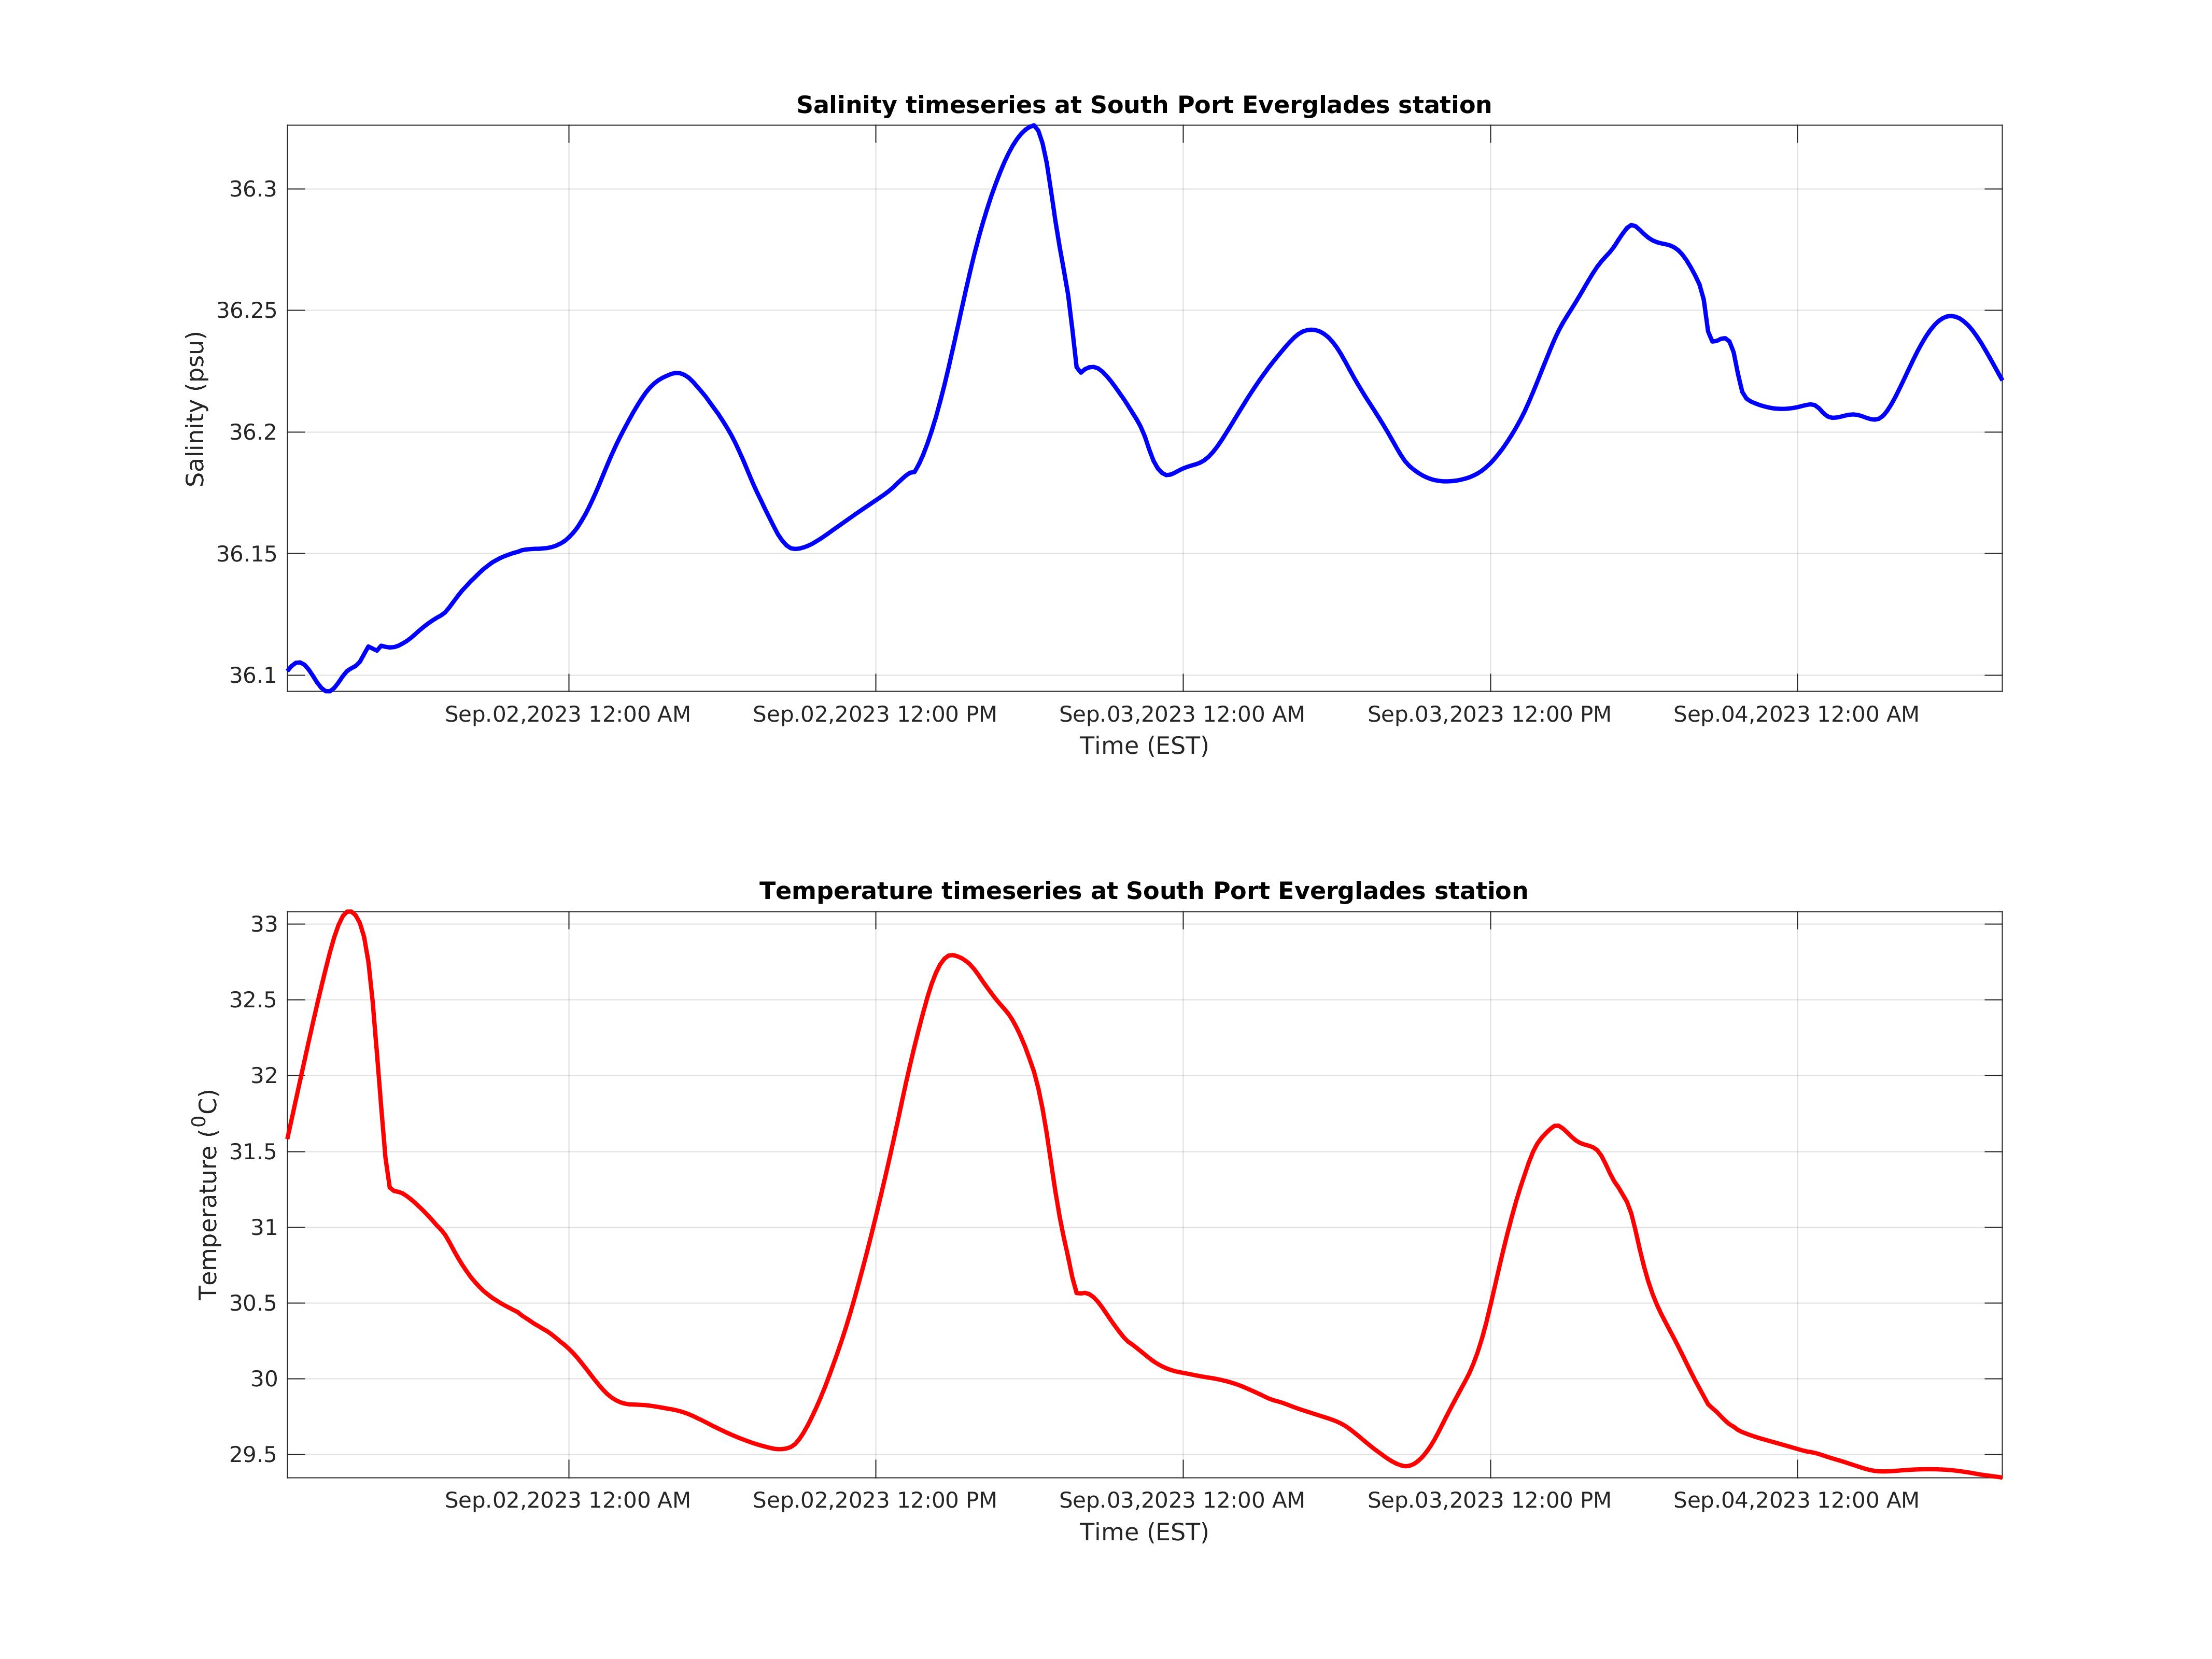 Salinity timeseries at South Port Everglades station
36.3
36.25
36.2
36.15
36.1
Salinity (psu)
Sep.02,2023 12:00 AM Sep.02,2023 12:00 PM Sep.03,2023 12:00 AM Sep.03,2023 12:00 PM Sep.04,2023 12:00 AM
Time (EST)
Temperature timeseries at South Port Everglades station
33
32.5
32
31.5
31
30.5
30
29.5
Temperature (⁰C)
Sep.02,2023 12:00 AM Sep.02,2023 12:00 PM Sep.03,2023 12:00 AM Sep.03,2023 12:00 PM Sep.04,2023 12:00 AM
Time (EST)